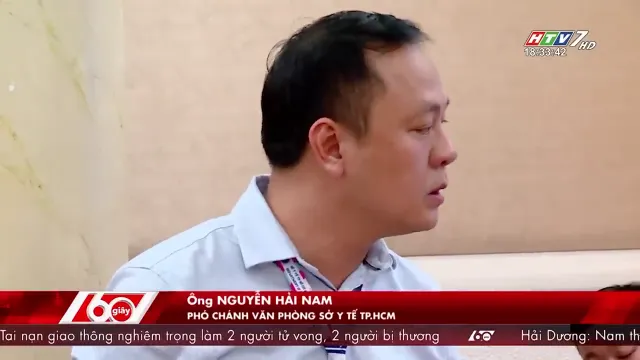 HTV7 HD
18:33:42
60 giây
Ông NGUYỄN HẢI NAM
PHÓ CHÁNH VĂN PHÒNG SỞ Y TẾ TP.HCM
Tai nạn giao thông nghiêm trọng làm 2 người tử vong, 2 người bị thương 60 Hải Dương: Nam th